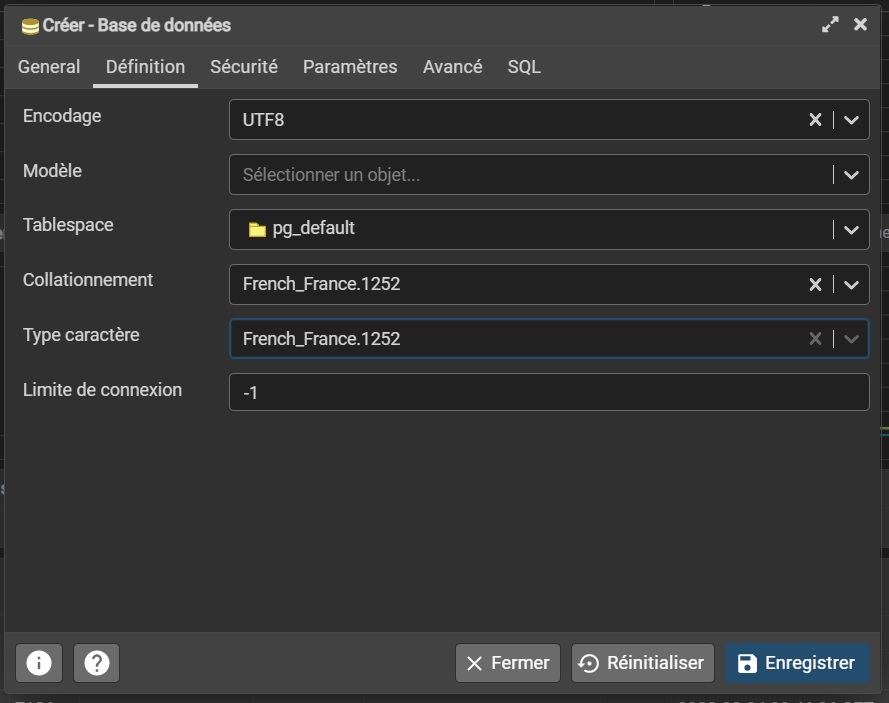 Créer - Base de données
General Définition Sécurité Paramètres Avancé SQL
Encodage UTF8
Modèle Sélectionner un objet...
Tablespace pg_default
Collationnement French_France.1252
Type caractère French_France.1252
Limite de connexion -1
Fermer Réinitialiser Enregistrer